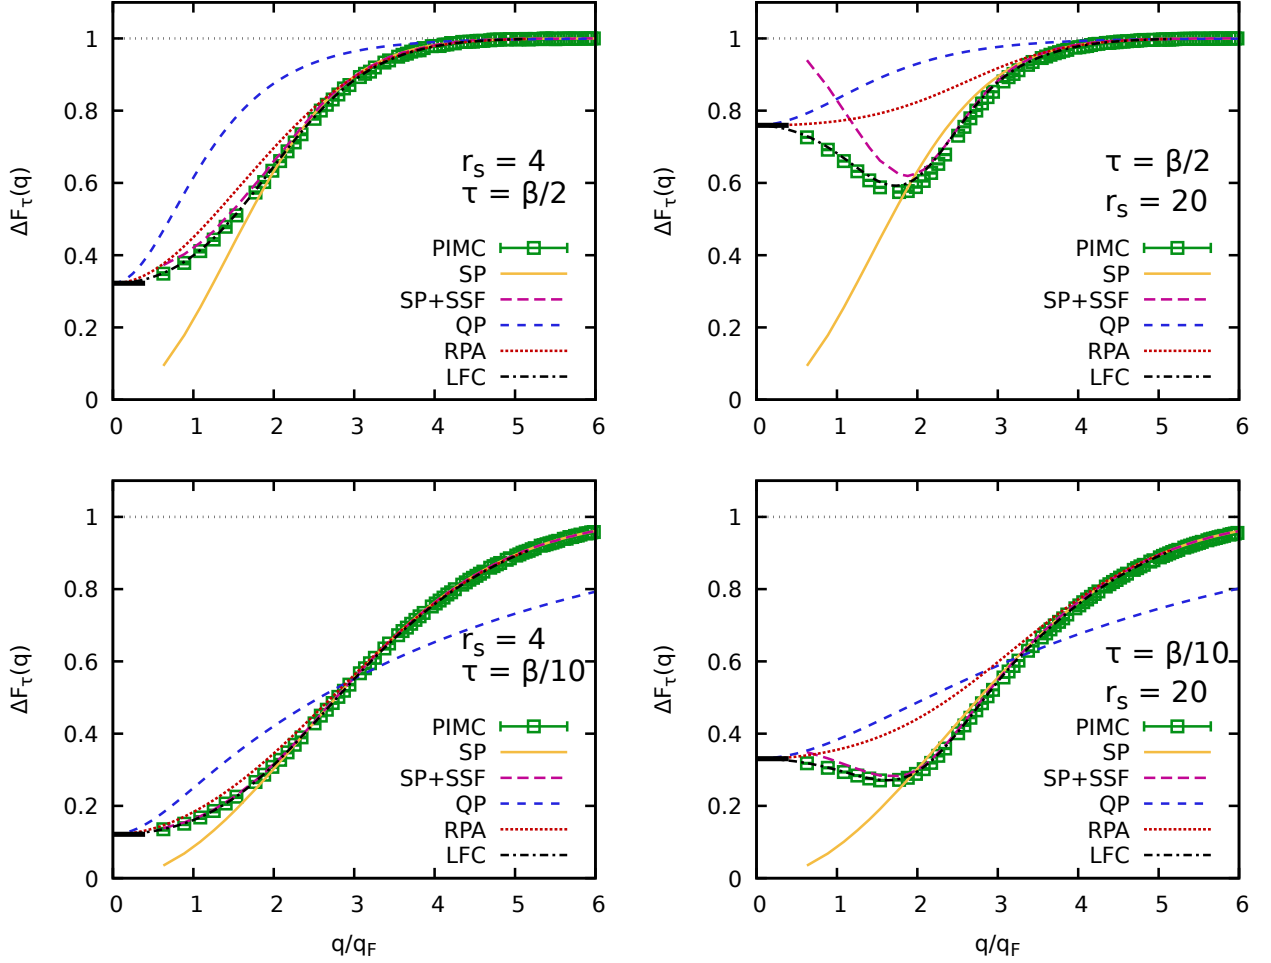 ΔF_τ(q)
1
0.8
0.6
0.4
0.2
0
r_s = 4
τ = β/2
PIMC
SP
SP+SSF
QP
RPA
LFC
0 1 2 3 4 5 6
ΔF_τ(q)
1
0.8
0.6
0.4
0.2
0
τ = β/2
r_s = 20
PIMC
SP
SP+SSF
QP
RPA
LFC
0 1 2 3 4 5 6
ΔF_τ(q)
1
0.8
0.6
0.4
0.2
0
r_s = 4
τ = β/10
PIMC
SP
SP+SSF
QP
RPA
LFC
0 1 2 3 4 5 6
q/q_F
ΔF_τ(q)
1
0.8
0.6
0.4
0.2
0
τ = β/10
r_s = 20
PIMC
SP
SP+SSF
QP
RPA
LFC
0 1 2 3 4 5 6
q/q_F